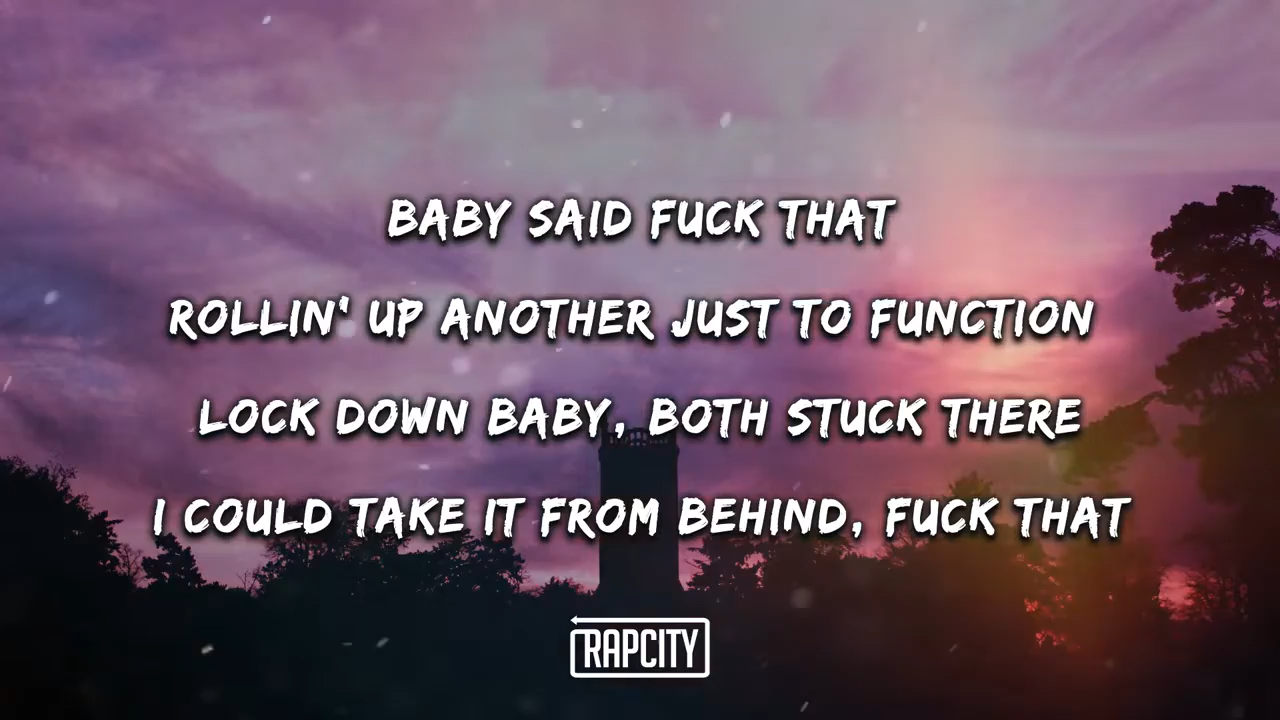 BABY SAID FUCK THAT
ROLLIN' UP ANOTHER JUST TO FUNCTION
LOCK DOWN BABY, BOTH STUCK THERE
I COULD TAKE IT FROM BEHIND, FUCK THAT
RAPCITY